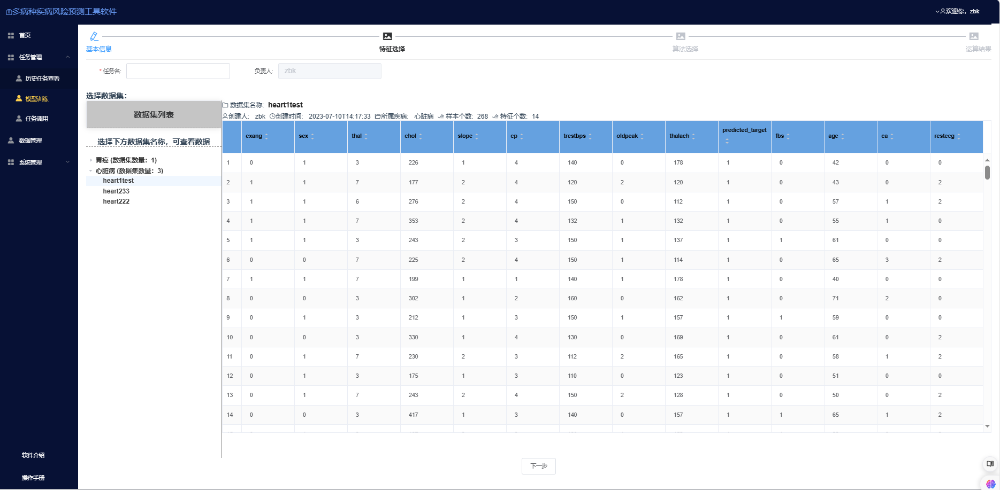 多病种疾病风险预测工具软件
欢迎你，zbk
首页
任务管理
历史任务查看
模型训练
任务调用
数据管理
系统管理
软件介绍
操作手册
基本信息
特征选择
算法选择
运算结果
* 任务名:
负责人: zbk
选择数据集：
数据集列表
选择下方数据集名称，可查看数据
胃癌 (数据集数量：1)
心脏病 (数据集数量：3)
heart1test
heart233
heart222
数据集名称: heart1test
创建人: zbk 创建时间: 2023-07-10T14:17:33 所属疾病: 心脏病 样本个数: 268 特征个数: 14
exang sex thal chol slope cp trestbps oldpeak thalach predicted_target fbs age ca restecg
1 0 1 3 226 1 4 140 0 178 1 0 42 0 0
2 1 1 7 177 2 4 120 2 120 1 0 43 0 2
3 1 1 6 276 2 4 150 0 112 1 0 57 1 2
4 1 1 7 353 2 4 132 1 132 1 0 55 1 0
5 1 1 3 243 2 3 150 1 137 1 1 61 0 0
6 0 0 7 225 2 4 150 1 114 1 0 65 3 2
7 1 1 7 199 1 1 140 1 178 1 0 40 0 0
8 0 0 3 302 1 2 160 0 162 1 0 71 2 0
9 0 1 3 212 1 3 150 1 157 1 1 59 0 0
10 0 0 3 330 1 4 130 0 169 1 0 61 0 2
11 0 1 7 230 2 3 112 2 165 1 0 58 1 2
12 0 1 3 175 1 3 110 0 123 1 0 51 0 0
13 0 1 7 243 2 4 150 2 128 1 0 50 0 2
14 0 0 3 417 1 3 140 0 157 1 1 65 1 2
下一步